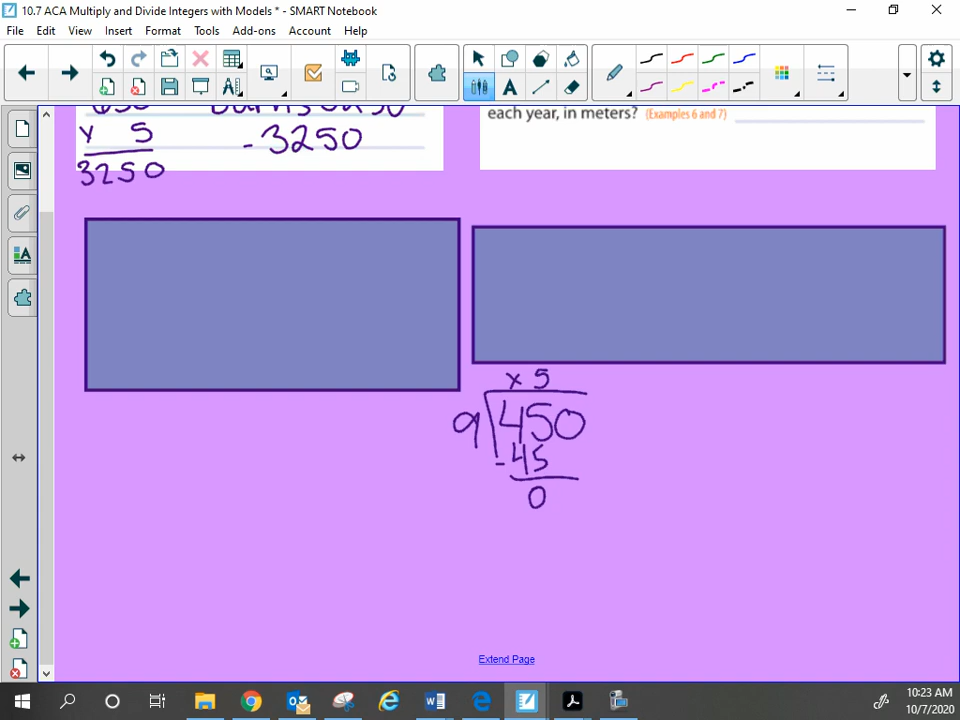 10.7 ACA Multiply and Divide Integers with Models * - SMART Notebook
File Edit View Insert Format Tools Add-ons Account Help
650
x 5
3250
-3250
each year, in meters? (Examples 6 and 7)
x 5
9 450
-45
0
Extend Page
10:23 AM
10/7/2020